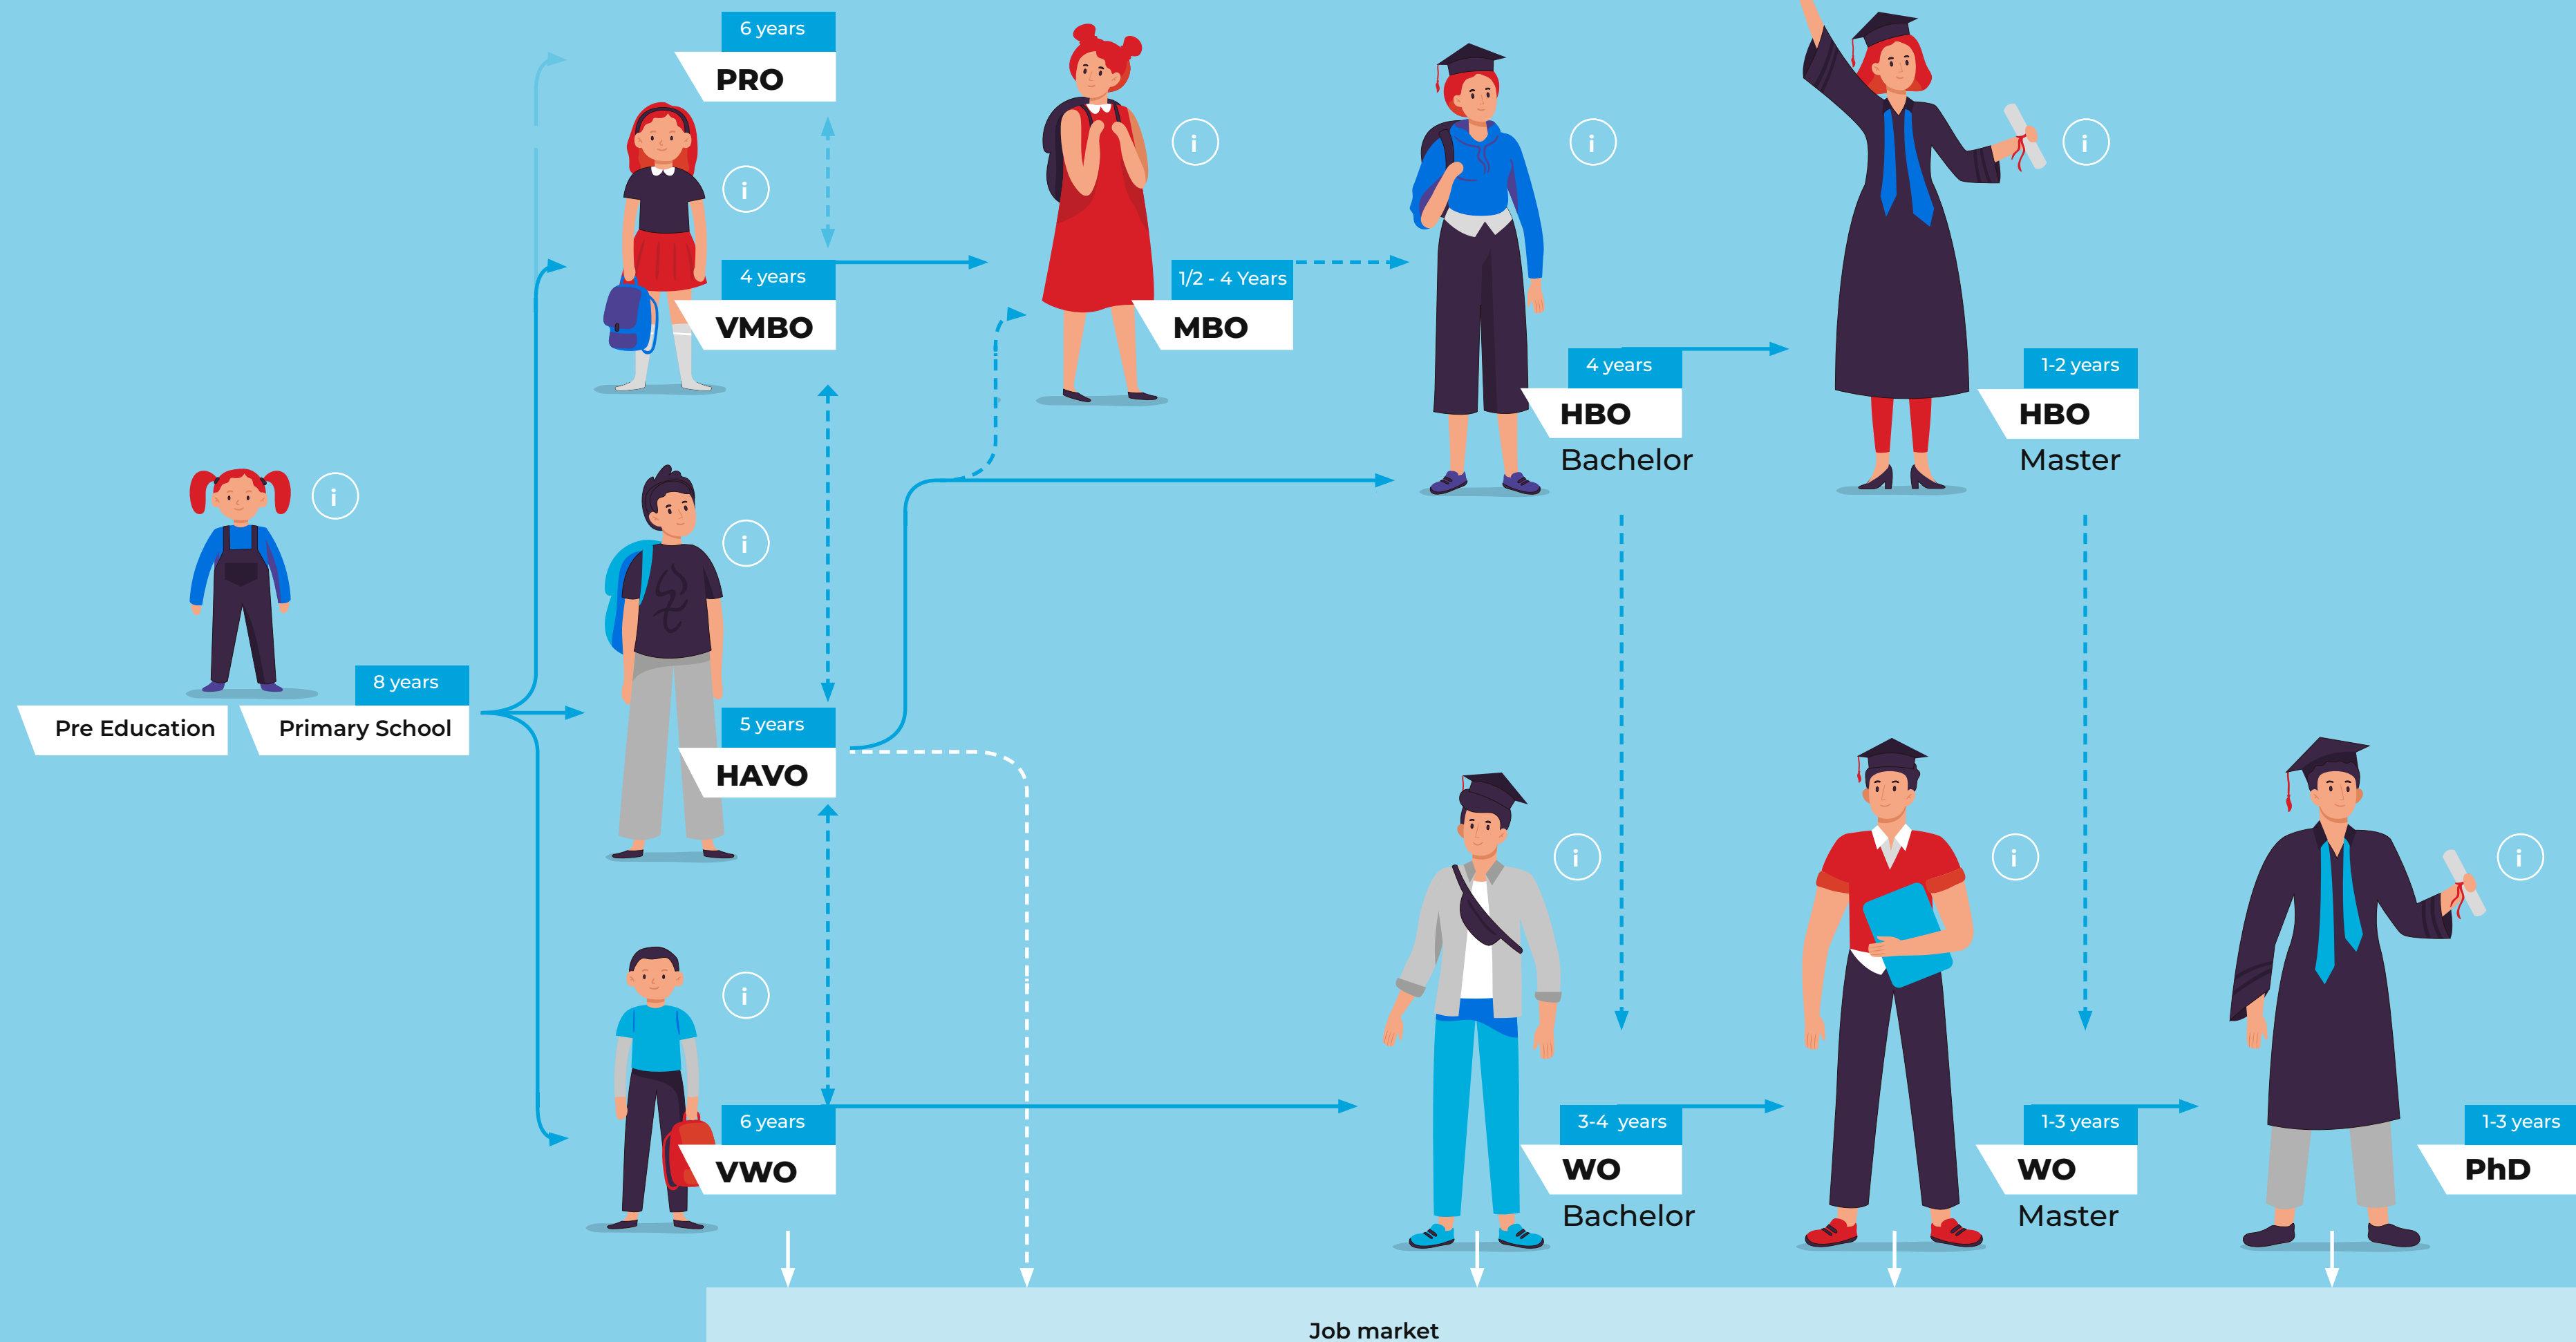 6 years
PRO
i
4 years
VMBO
1/2 - 4 Years
MBO
i
i
i
4 years
HBO
Bachelor
1-2 years
HBO
Master
i
8 years
Pre Education
Primary School
i
5 years
HAVO
i
6 years
VWO
i
3-4 years
WO
Bachelor
i
1-3 years
WO
Master
i
1-3 years
PhD
Job market